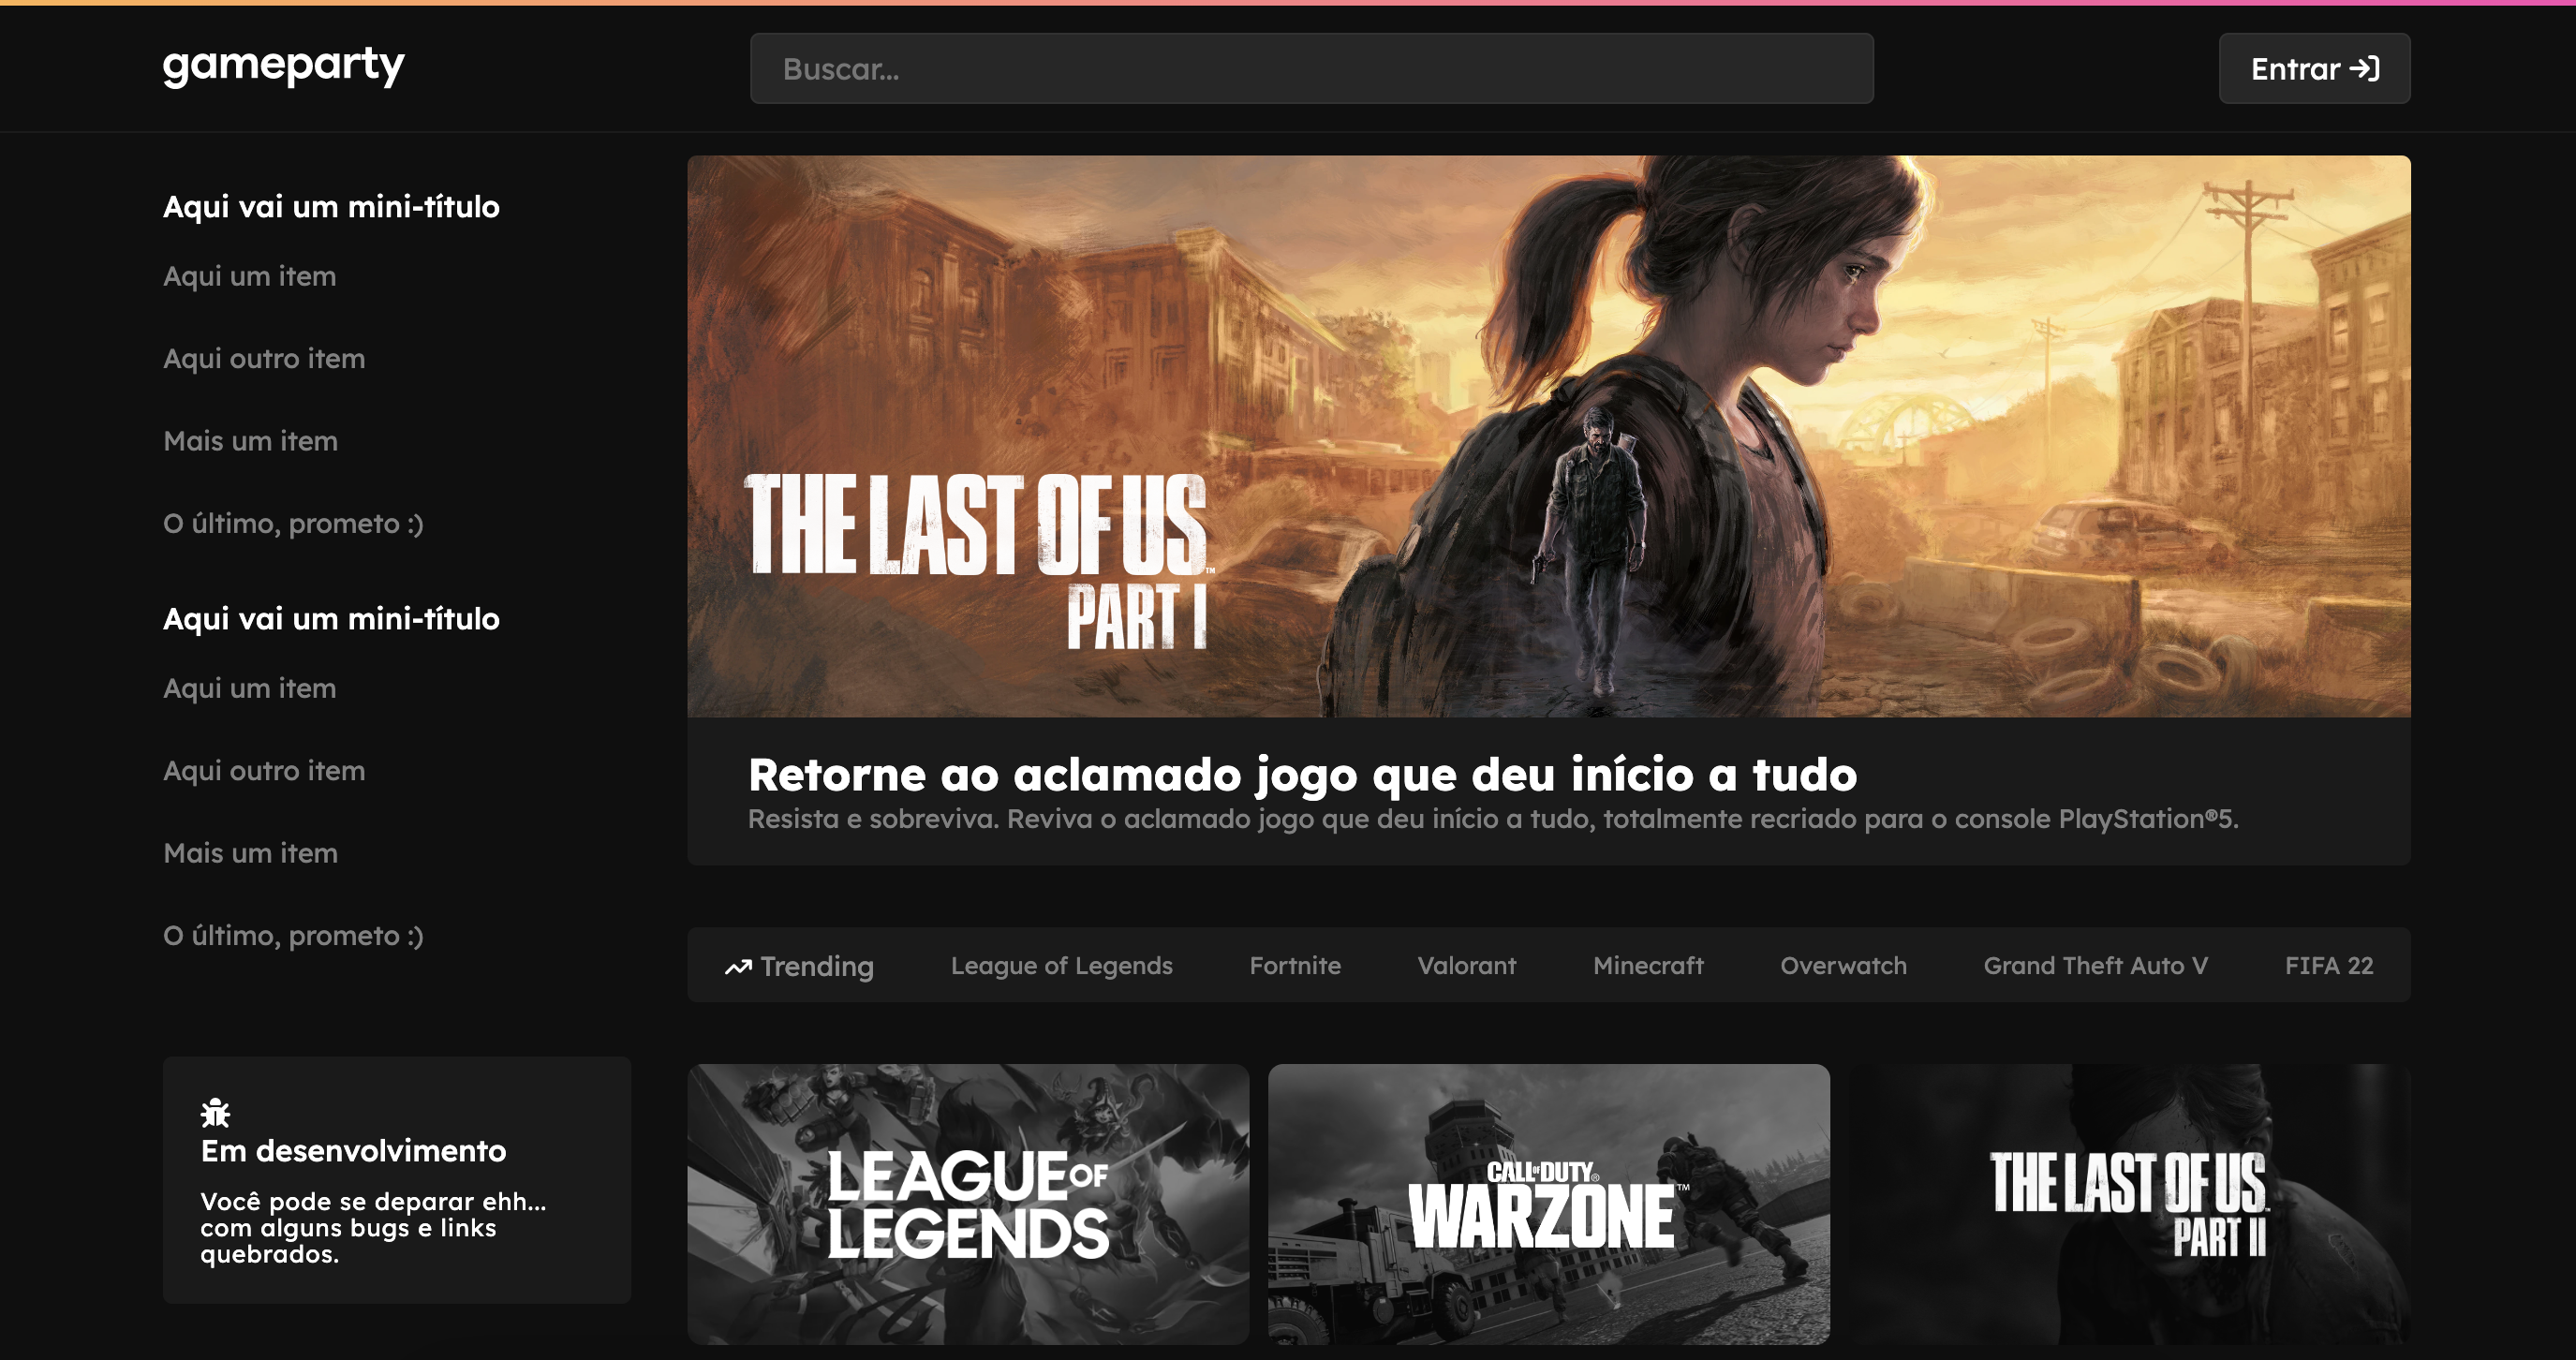 gameparty
Buscar...
Entrar
Aqui vai um mini-título
Aqui um item
Aqui outro item
Mais um item
O último, prometo :)
Aqui vai um mini-título
Aqui um item
Aqui outro item
Mais um item
O último, prometo :)
Em desenvolvimento
Você pode se deparar ehh...
com alguns bugs e links
quebrados.
THE LAST OF US™
PART I
Retorne ao aclamado jogo que deu início a tudo
Resista e sobreviva. Reviva o aclamado jogo que deu início a tudo, totalmente recriado para o console PlayStation®5.
Trending League of Legends Fortnite Valorant Minecraft Overwatch Grand Theft Auto V FIFA 22
LEAGUE OF
LEGENDS
CALL OF DUTY®
WARZONE™
THE LAST OF US
PART II